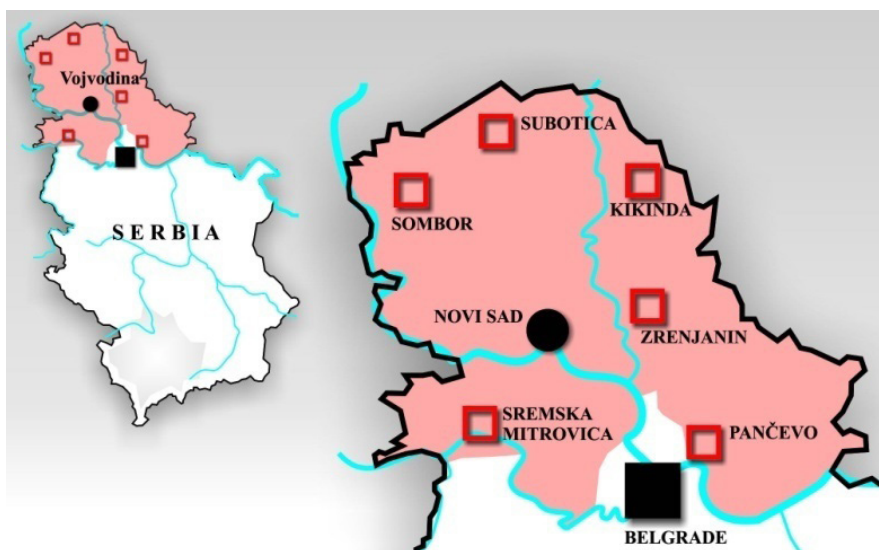 Vojvodina
SERBIA
SUBOTICA
SOMBOR
KIKINDA
NOVI SAD
ZRENJANIN
SREMSKA
MITROVICA
PANČEVO
BELGRADE